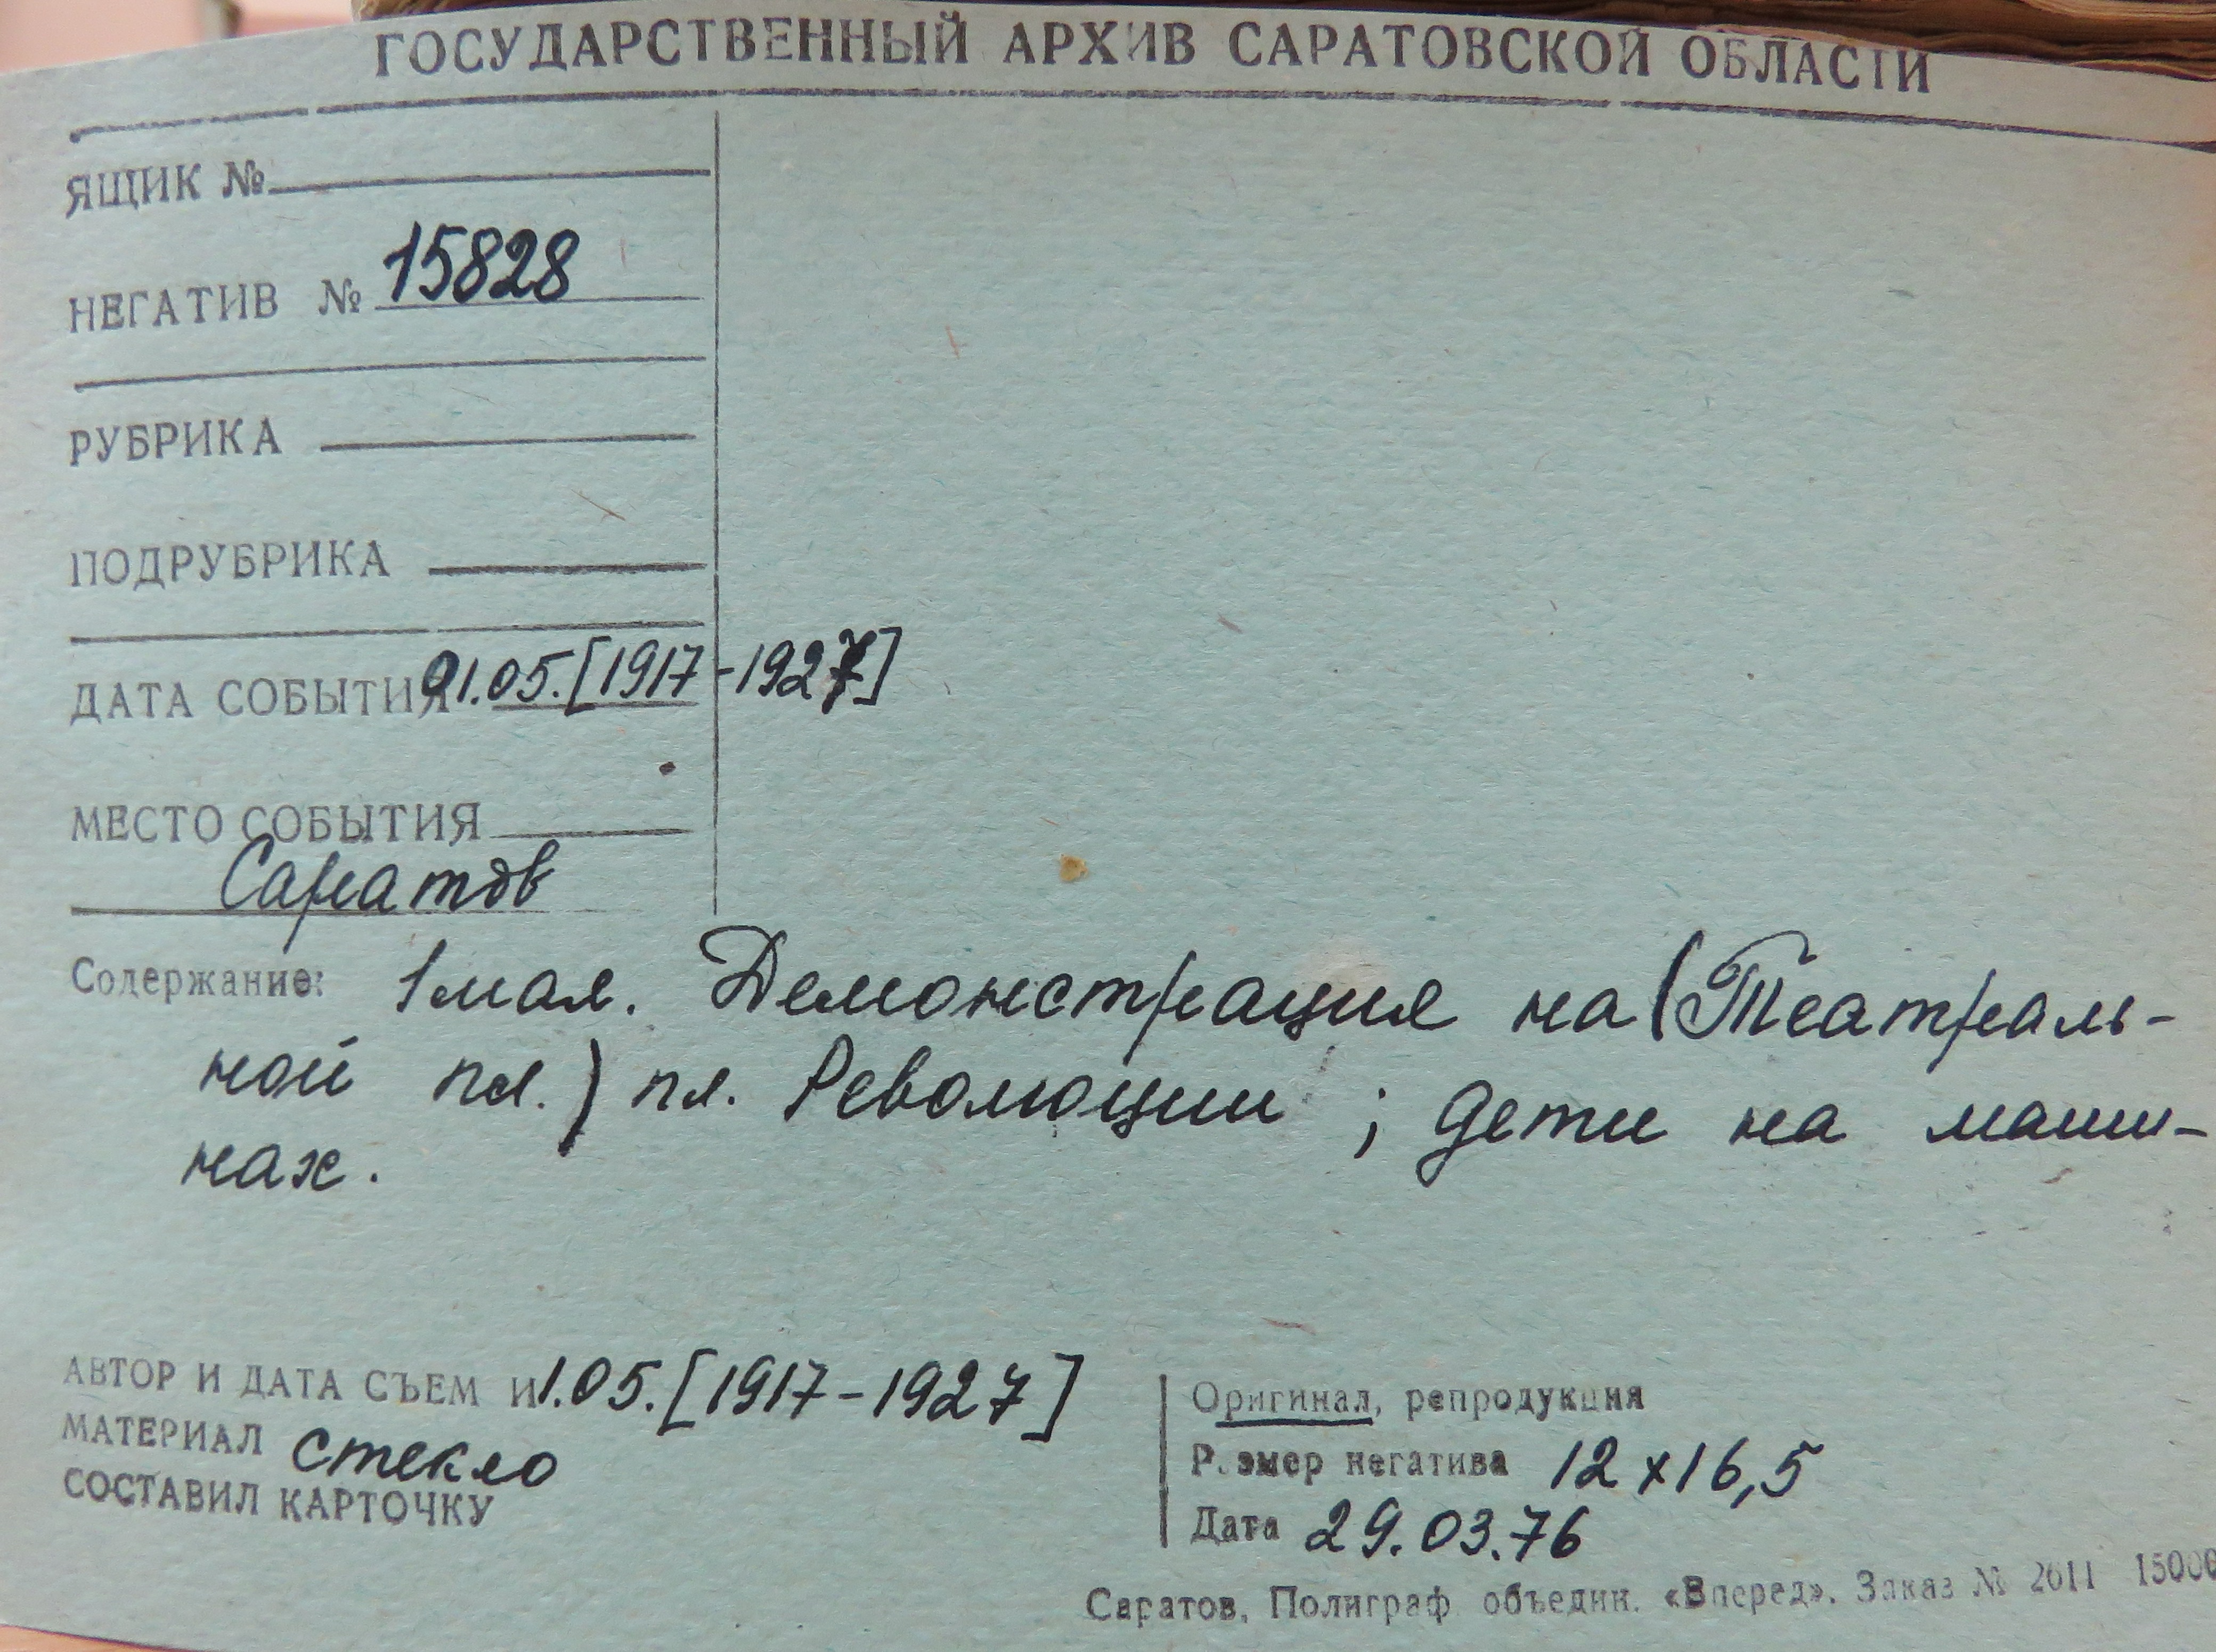 ГОСУДАРСТВЕННЫЙ АРХИВ САРАТОВСКОЙ ОБЛАСТИ
ЯЩИК №
НЕГАТИВ № 15828
РУБРИКА
ПОДРУБРИКА
ДАТА СОБЫТИЯ 01.05.[1917-1927]
МЕСТО СОБЫТИЯ
Саратов
Содержание: 1 мая. Демонстрация на (Театраль-
ной пл.) пл. Революции; дети на маши-
нах.
АВТОР И ДАТА СЪЕМ И 1.05.[1917-1927]
МАТЕРИАЛ стекло
СОСТАВИЛ КАРТОЧКУ
Оригинал, репродукция
Размер негатива 12 x 16,5
Дата 29.03.76
Саратов, Полиграф. объедин. «Вперед». Заказ № 2611 15000